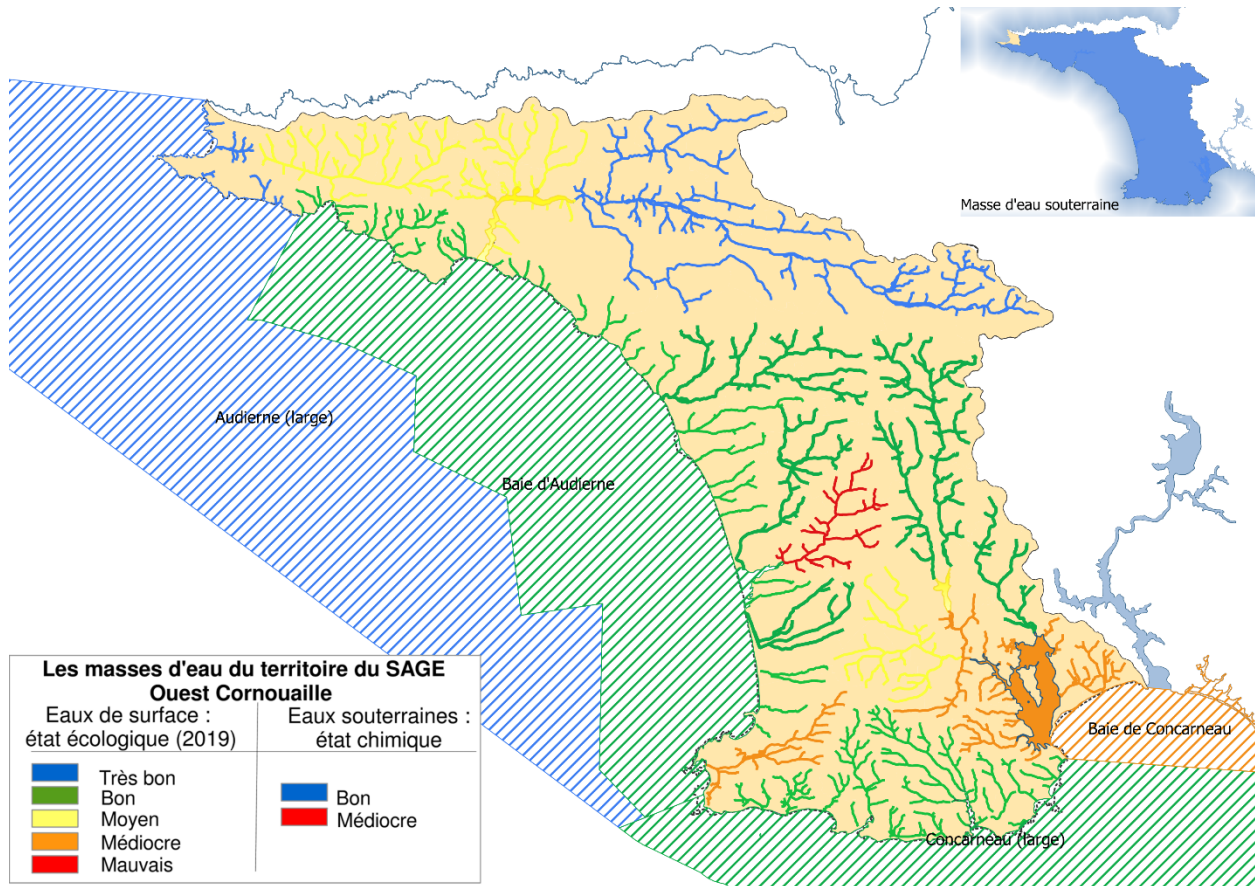 Masse d'eau souterraine
Audierne (large)
Baie d'Audierne
Baie de Concarneau
Concarneau (large)
Les masses d'eau du territoire du SAGE
Ouest Cornouaille
Eaux de surface :
état écologique (2019)
Très bon
Bon
Moyen
Médiocre
Mauvais
Eaux souterraines :
état chimique
Bon
Médiocre